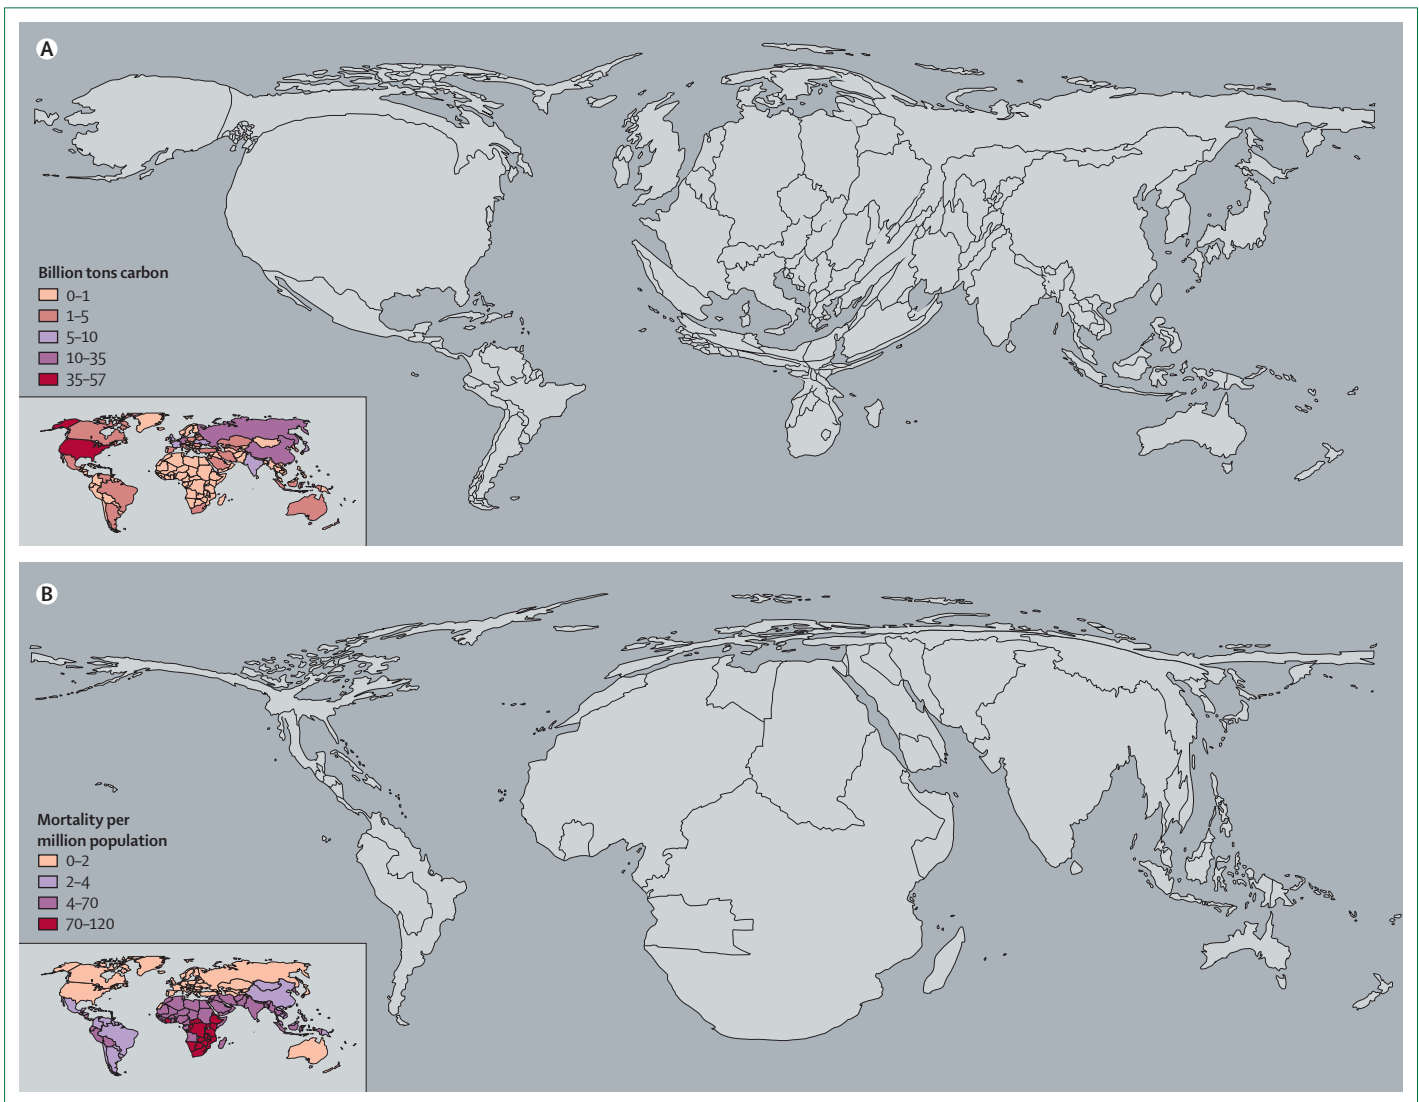 A
Billion tons carbon
0–1
1–5
5–10
10–35
35–57
B
Mortality per
million population
0–2
2–4
4–70
70–120